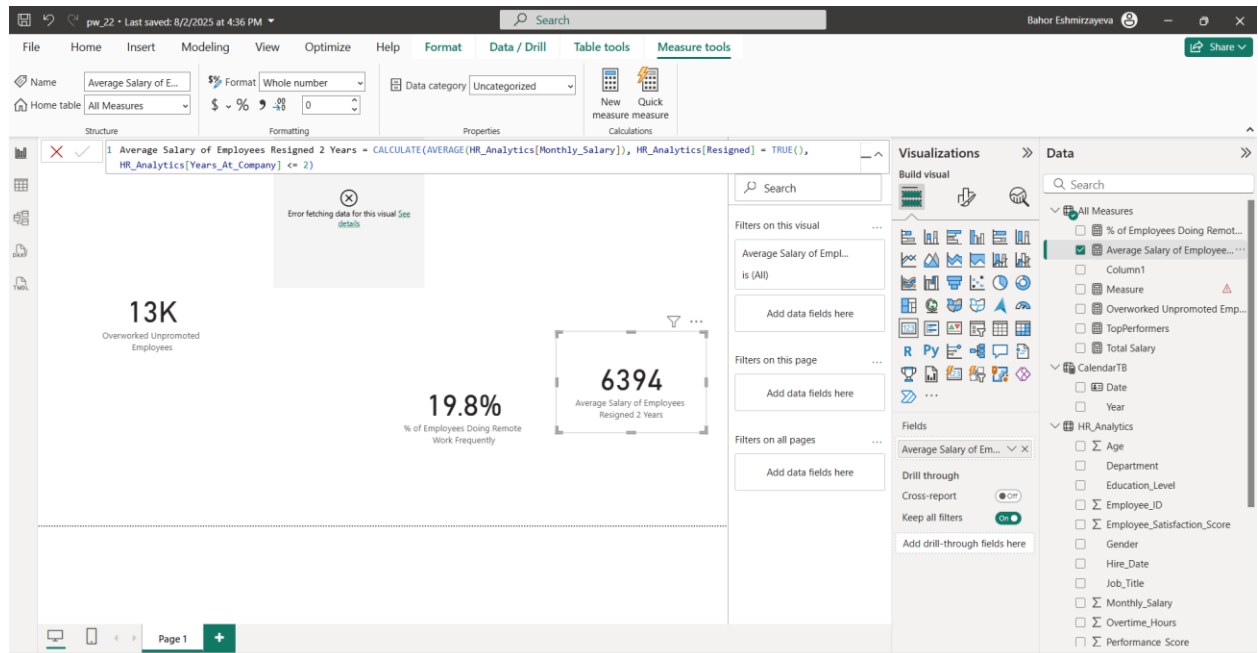 pw_22 • Last saved: 8/2/2025 at 4:36 PM
Search
Bahor Eshmirzayeva
File Home Insert Modeling View Optimize Help Format Data / Drill Table tools Measure tools
Share
Name Average Salary of E...
Home table All Measures
Structure
Format Whole number
$ % 0
Formatting
Data category Uncategorized
Properties
New measure
Quick measure
Calculations
1 Average Salary of Employees Resigned 2 Years = CALCULATE(AVERAGE(HR_Analytics[Monthly_Salary]), HR_Analytics[Resigned] = TRUE(),
HR_Analytics[Years_At_Company] <= 2)
DAX
TMDL
Error fetching data for this visual See
details
13K
Overworked Unpromoted
Employees
19.8%
% of Employees Doing Remote
Work Frequently
6394
Average Salary of Employees
Resigned 2 Years
Search
Filters on this visual ...
Average Salary of Empl...
is (All)
Add data fields here
Filters on this page ...
Add data fields here
Filters on all pages ...
Add data fields here
Visualizations
Build visual
123
R Py
...
Fields
Average Salary of Em...
Drill through
Cross-report Off
Keep all filters On
Add drill-through fields here
Data
Search
All Measures
% of Employees Doing Remot...
Average Salary of Employee... ...
Column1
Measure
Overworked Unpromoted Emp...
TopPerformers
Total Salary
CalendarTB
Date
Year
HR_Analytics
Age
Department
Education_Level
Employee_ID
Employee_Satisfaction_Score
Gender
Hire_Date
Job_Title
Monthly_Salary
Overtime_Hours
Performance_Score
Page 1